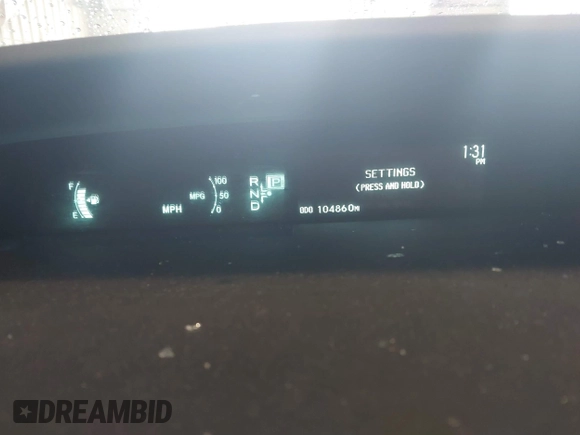 1:31
PM
SETTINGS
(PRESS AND HOLD)
F
E
MPH
MPG
100
50
0
R
N
D
P
ODO 104860MI
DREAMBID